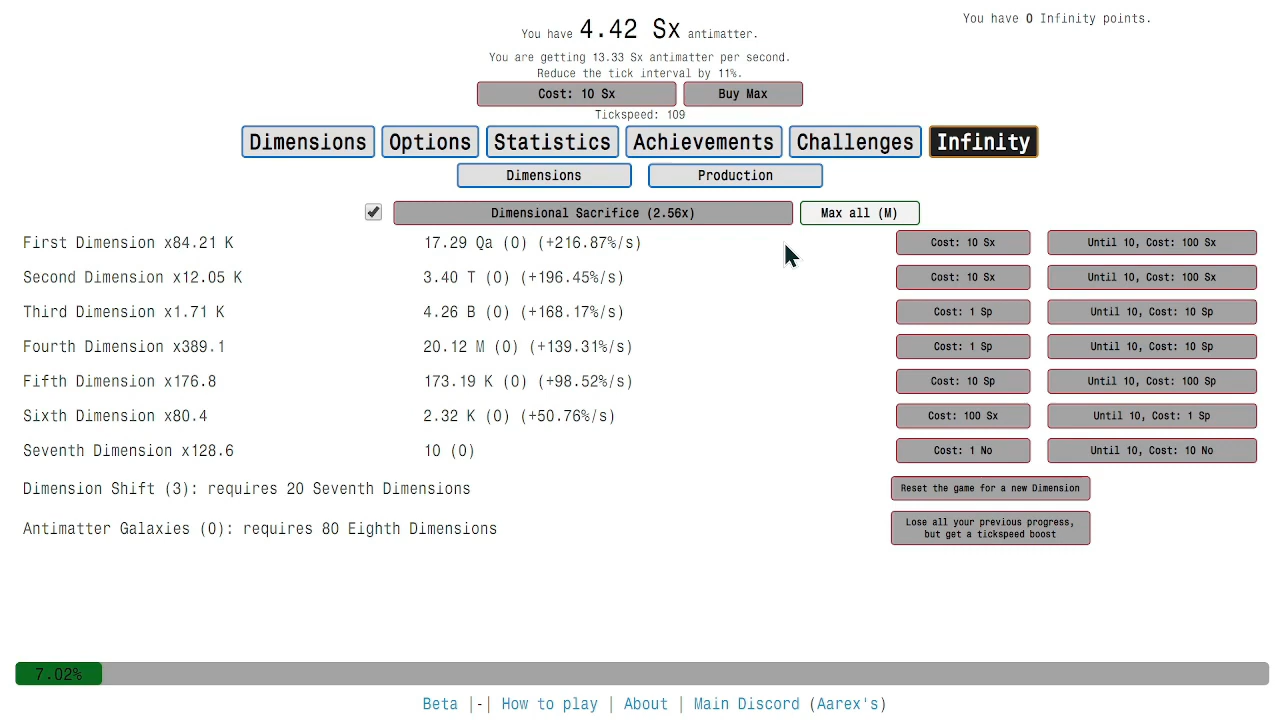 You have 4.42 Sx antimatter.
You have 0 Infinity points.
You are getting 13.33 Sx antimatter per second.
Reduce the tick interval by 11%.
Cost: 10 Sx Buy Max
Tickspeed: 109
Dimensions Options Statistics Achievements Challenges Infinity
Dimensions Production
Dimensional Sacrifice (2.56x) Max all (M)
First Dimension x84.21 K 17.29 Qa (0) (+216.87%/s) Cost: 10 Sx Until 10, Cost: 100 Sx
Second Dimension x12.05 K 3.40 T (0) (+196.45%/s) Cost: 10 Sx Until 10, Cost: 100 Sx
Third Dimension x1.71 K 4.26 B (0) (+168.17%/s) Cost: 1 Sp Until 10, Cost: 10 Sp
Fourth Dimension x389.1 20.12 M (0) (+139.31%/s) Cost: 1 Sp Until 10, Cost: 10 Sp
Fifth Dimension x176.8 173.19 K (0) (+98.52%/s) Cost: 10 Sp Until 10, Cost: 100 Sp
Sixth Dimension x80.4 2.32 K (0) (+50.76%/s) Cost: 100 Sx Until 10, Cost: 1 Sp
Seventh Dimension x128.6 10 (0) Cost: 1 No Until 10, Cost: 10 No
Dimension Shift (3): requires 20 Seventh Dimensions Reset the game for a new Dimension
Antimatter Galaxies (0): requires 80 Eighth Dimensions Lose all your previous progress,
but get a tickspeed boost
7.02%
Beta |-| How to play | About | Main Discord (Aarex's)